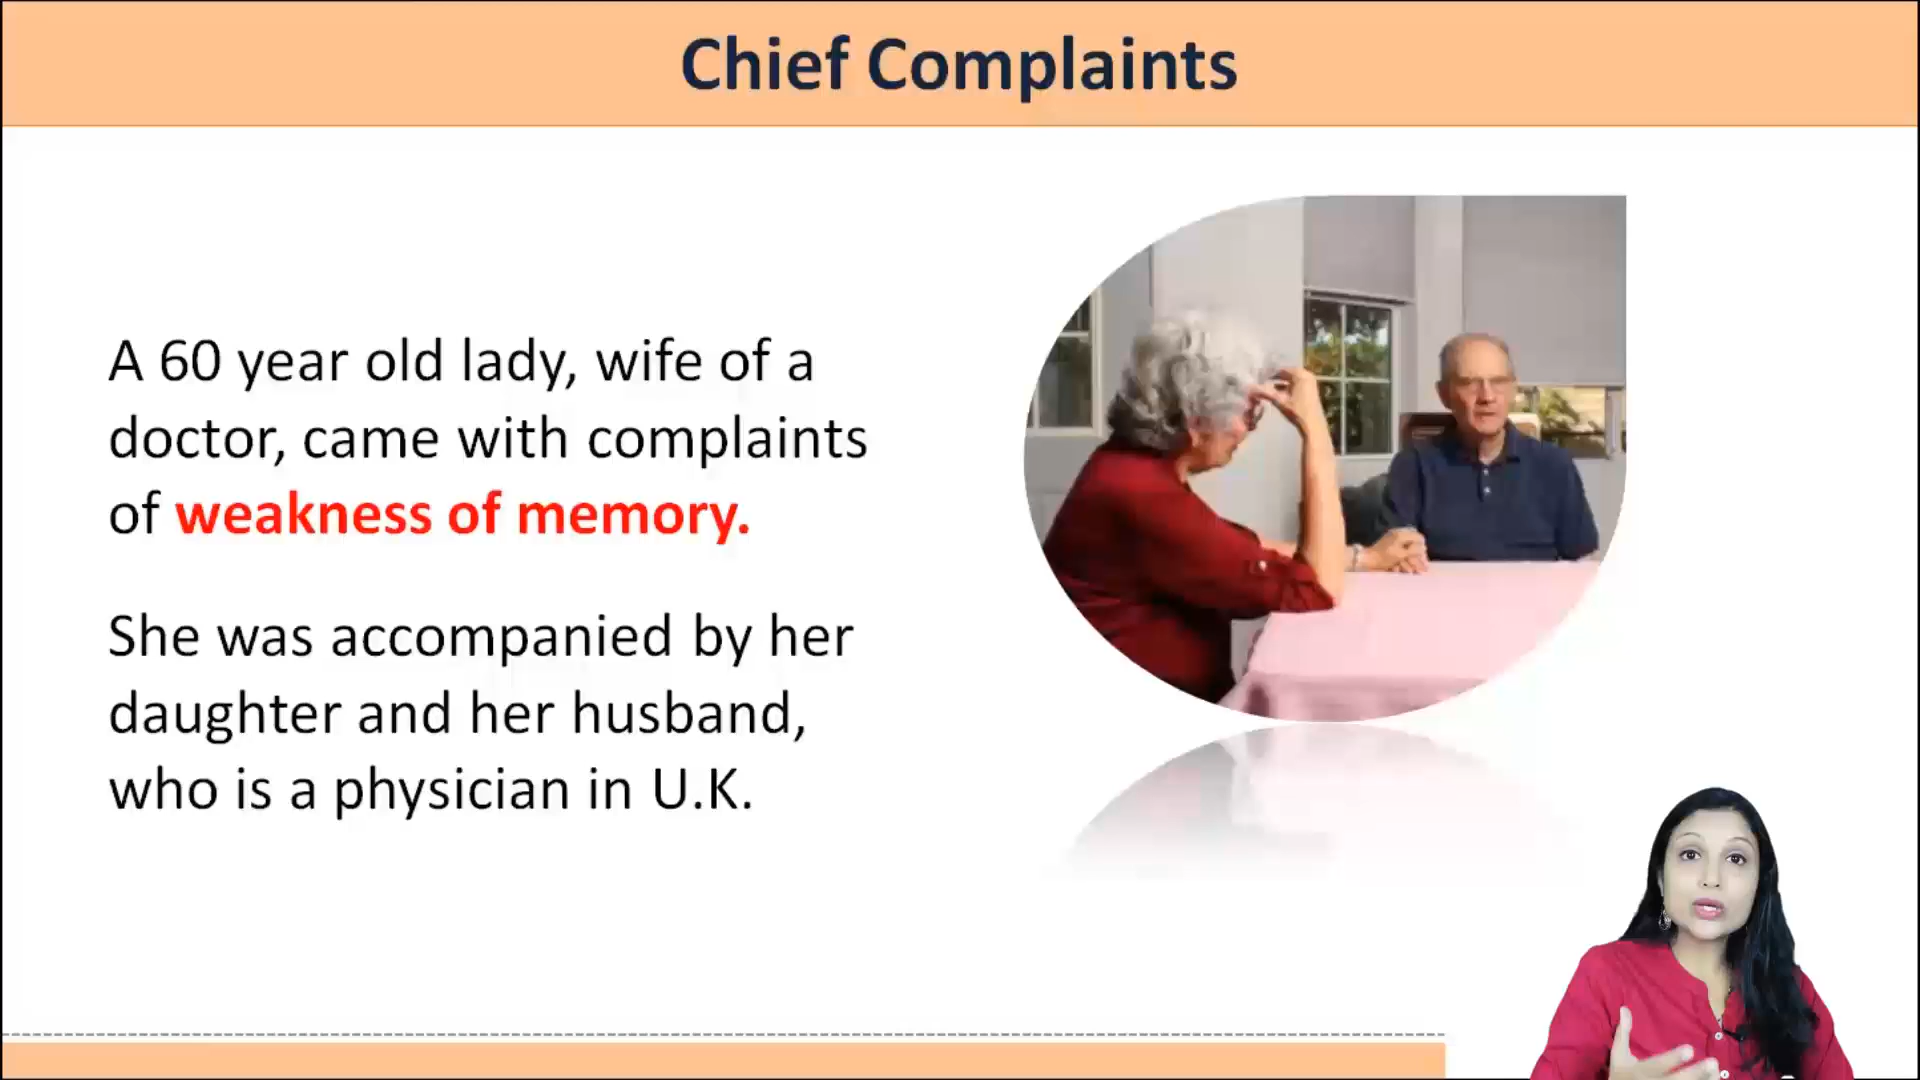 Chief Complaints
A 60 year old lady, wife of a
doctor, came with complaints
of weakness of memory.
She was accompanied by her
daughter and her husband,
who is a physician in U.K.